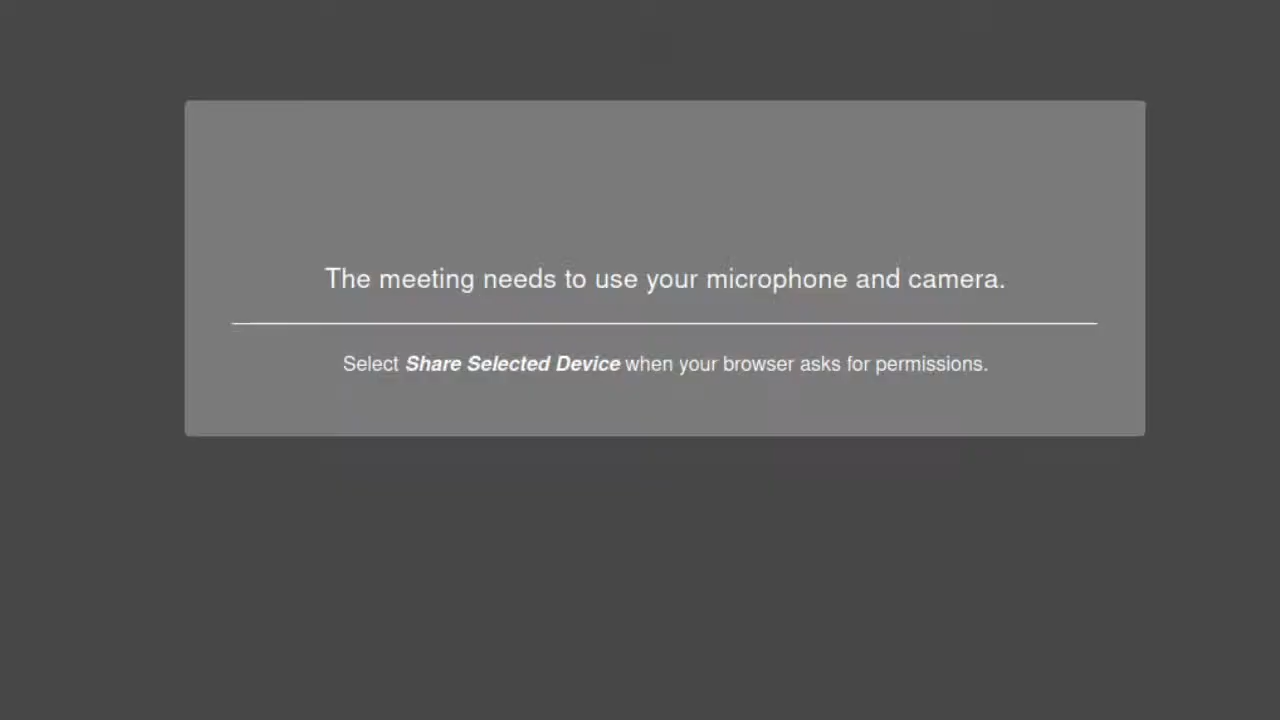 The meeting needs to use your microphone and camera.
Select Share Selected Device when your browser asks for permissions.